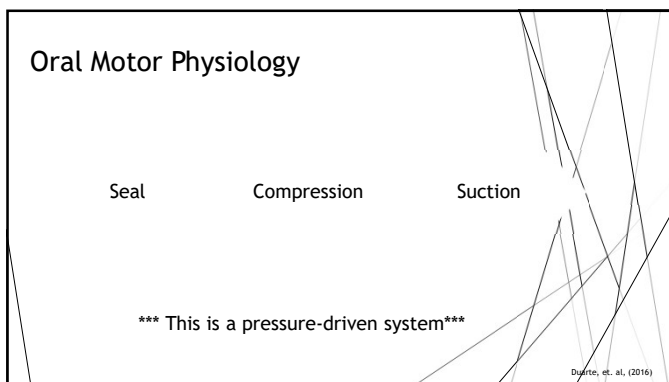 Oral Motor Physiology
Seal Compression Suction
*** This is a pressure-driven system***
Duarte, et. al, (2016)